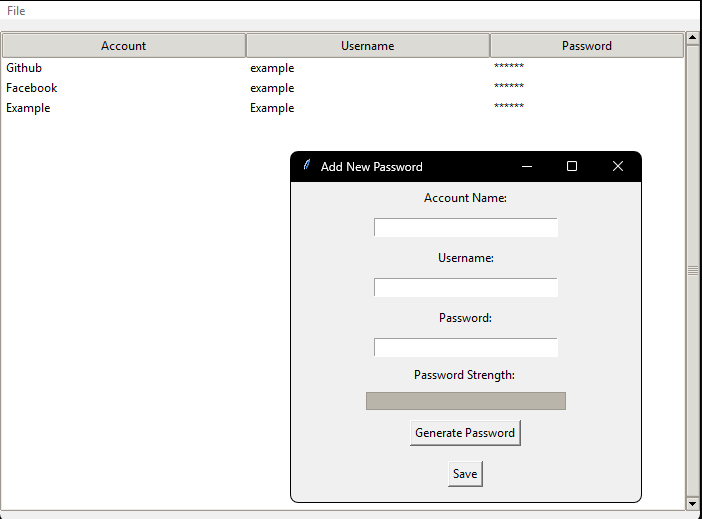 File
Account Username Password
Github example ******
Facebook example ******
Example Example ******
Add New Password
Account Name:
Username:
Password:
Password Strength:
Generate Password
Save